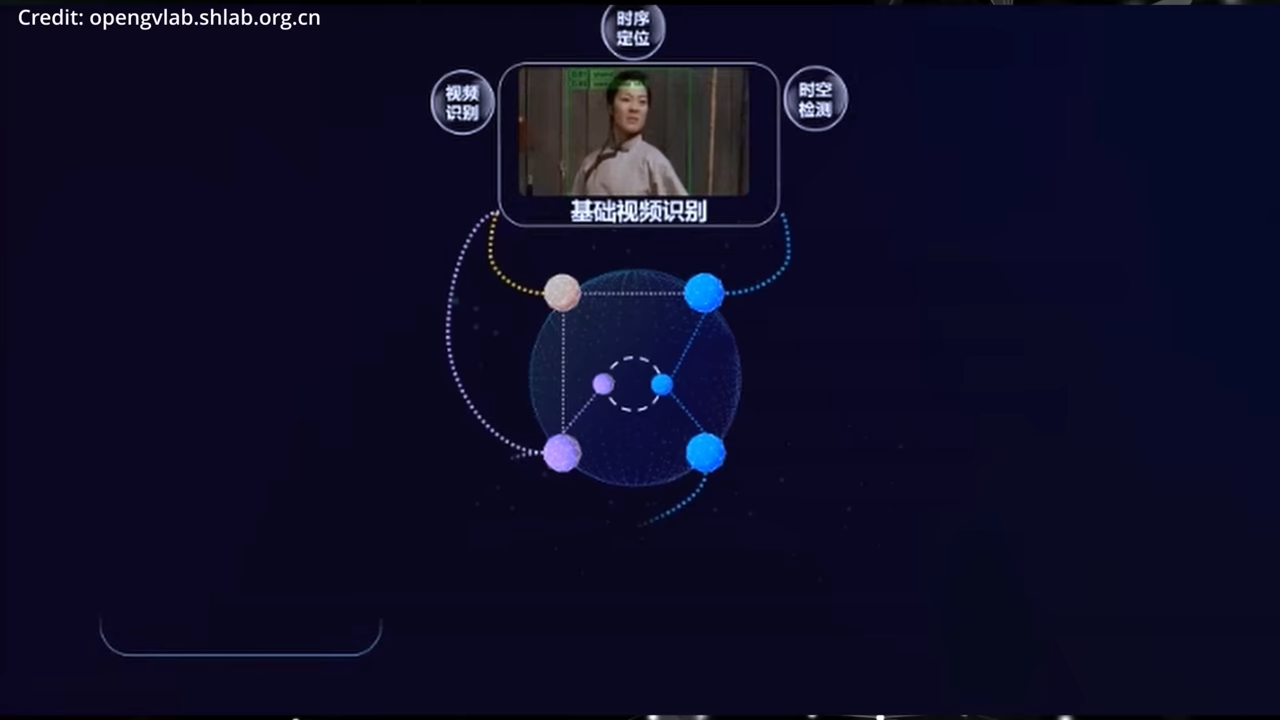 Credit: opengvlab.shlab.org.cn
时序
定位
视频
识别
时空
检测
基础视频识别